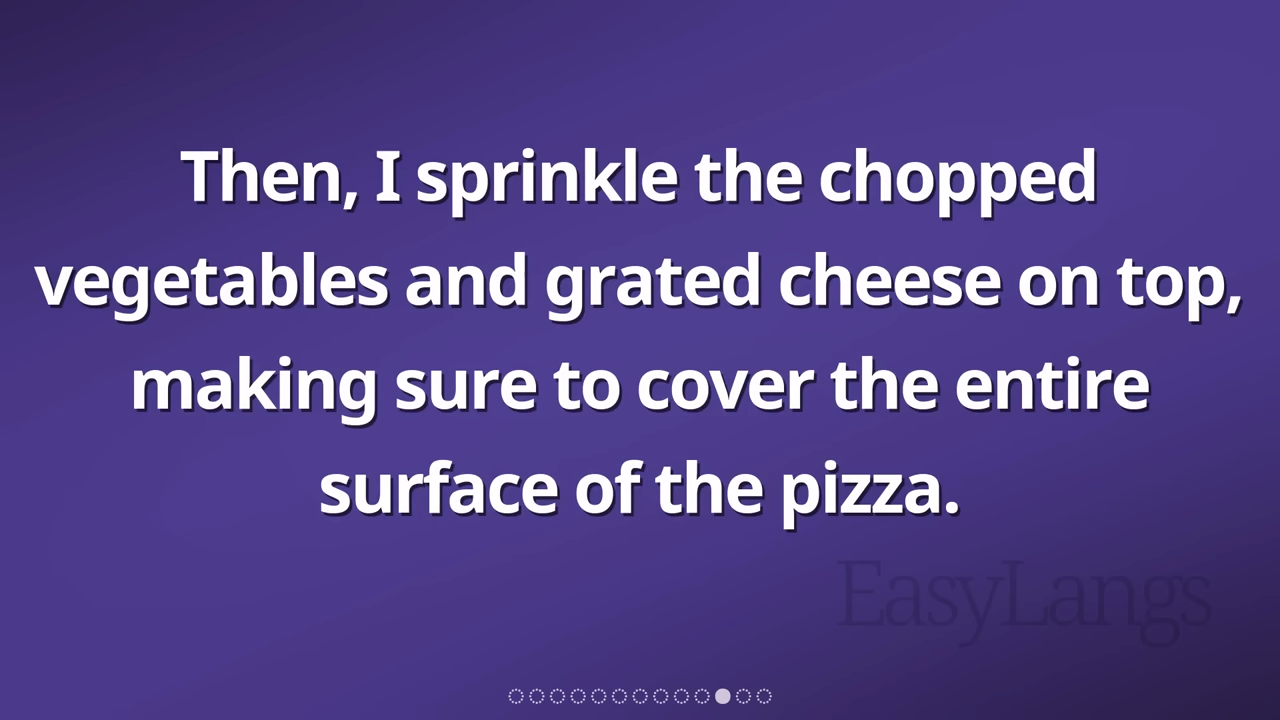 Then, I sprinkle the chopped
vegetables and grated cheese on top,
making sure to cover the entire
surface of the pizza.
EasyLangs